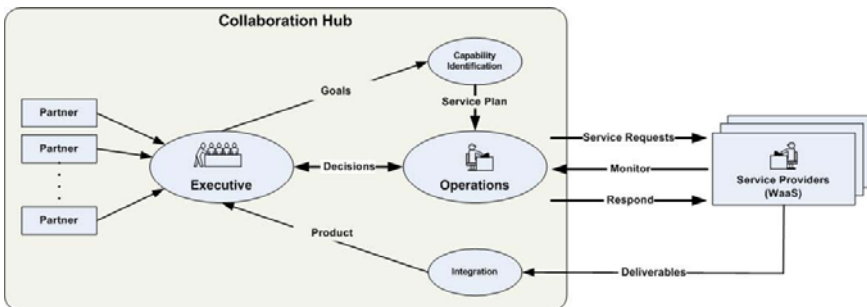 Collaboration Hub
Capability
Identification
Goals
Service Plan
Partner
Partner
Partner
Executive
Decisions
Operations
Service Requests
Monitor
Respond
Service Providers
(WaaS)
Product
Integration
Deliverables